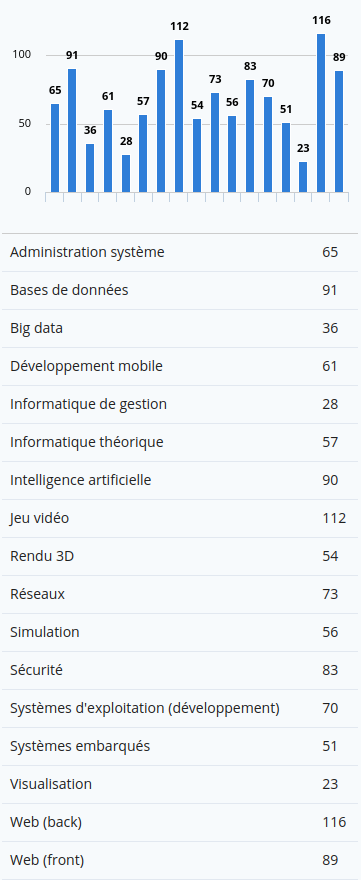 116
112
100
91
90
89
83
65
73
70
61
57
54
56
51
50
36
28
23
0
Administration système 65
Bases de données 91
Big data 36
Développement mobile 61
Informatique de gestion 28
Informatique théorique 57
Intelligence artificielle 90
Jeu vidéo 112
Rendu 3D 54
Réseaux 73
Simulation 56
Sécurité 83
Systèmes d'exploitation (développement) 70
Systèmes embarqués 51
Visualisation 23
Web (back) 116
Web (front) 89